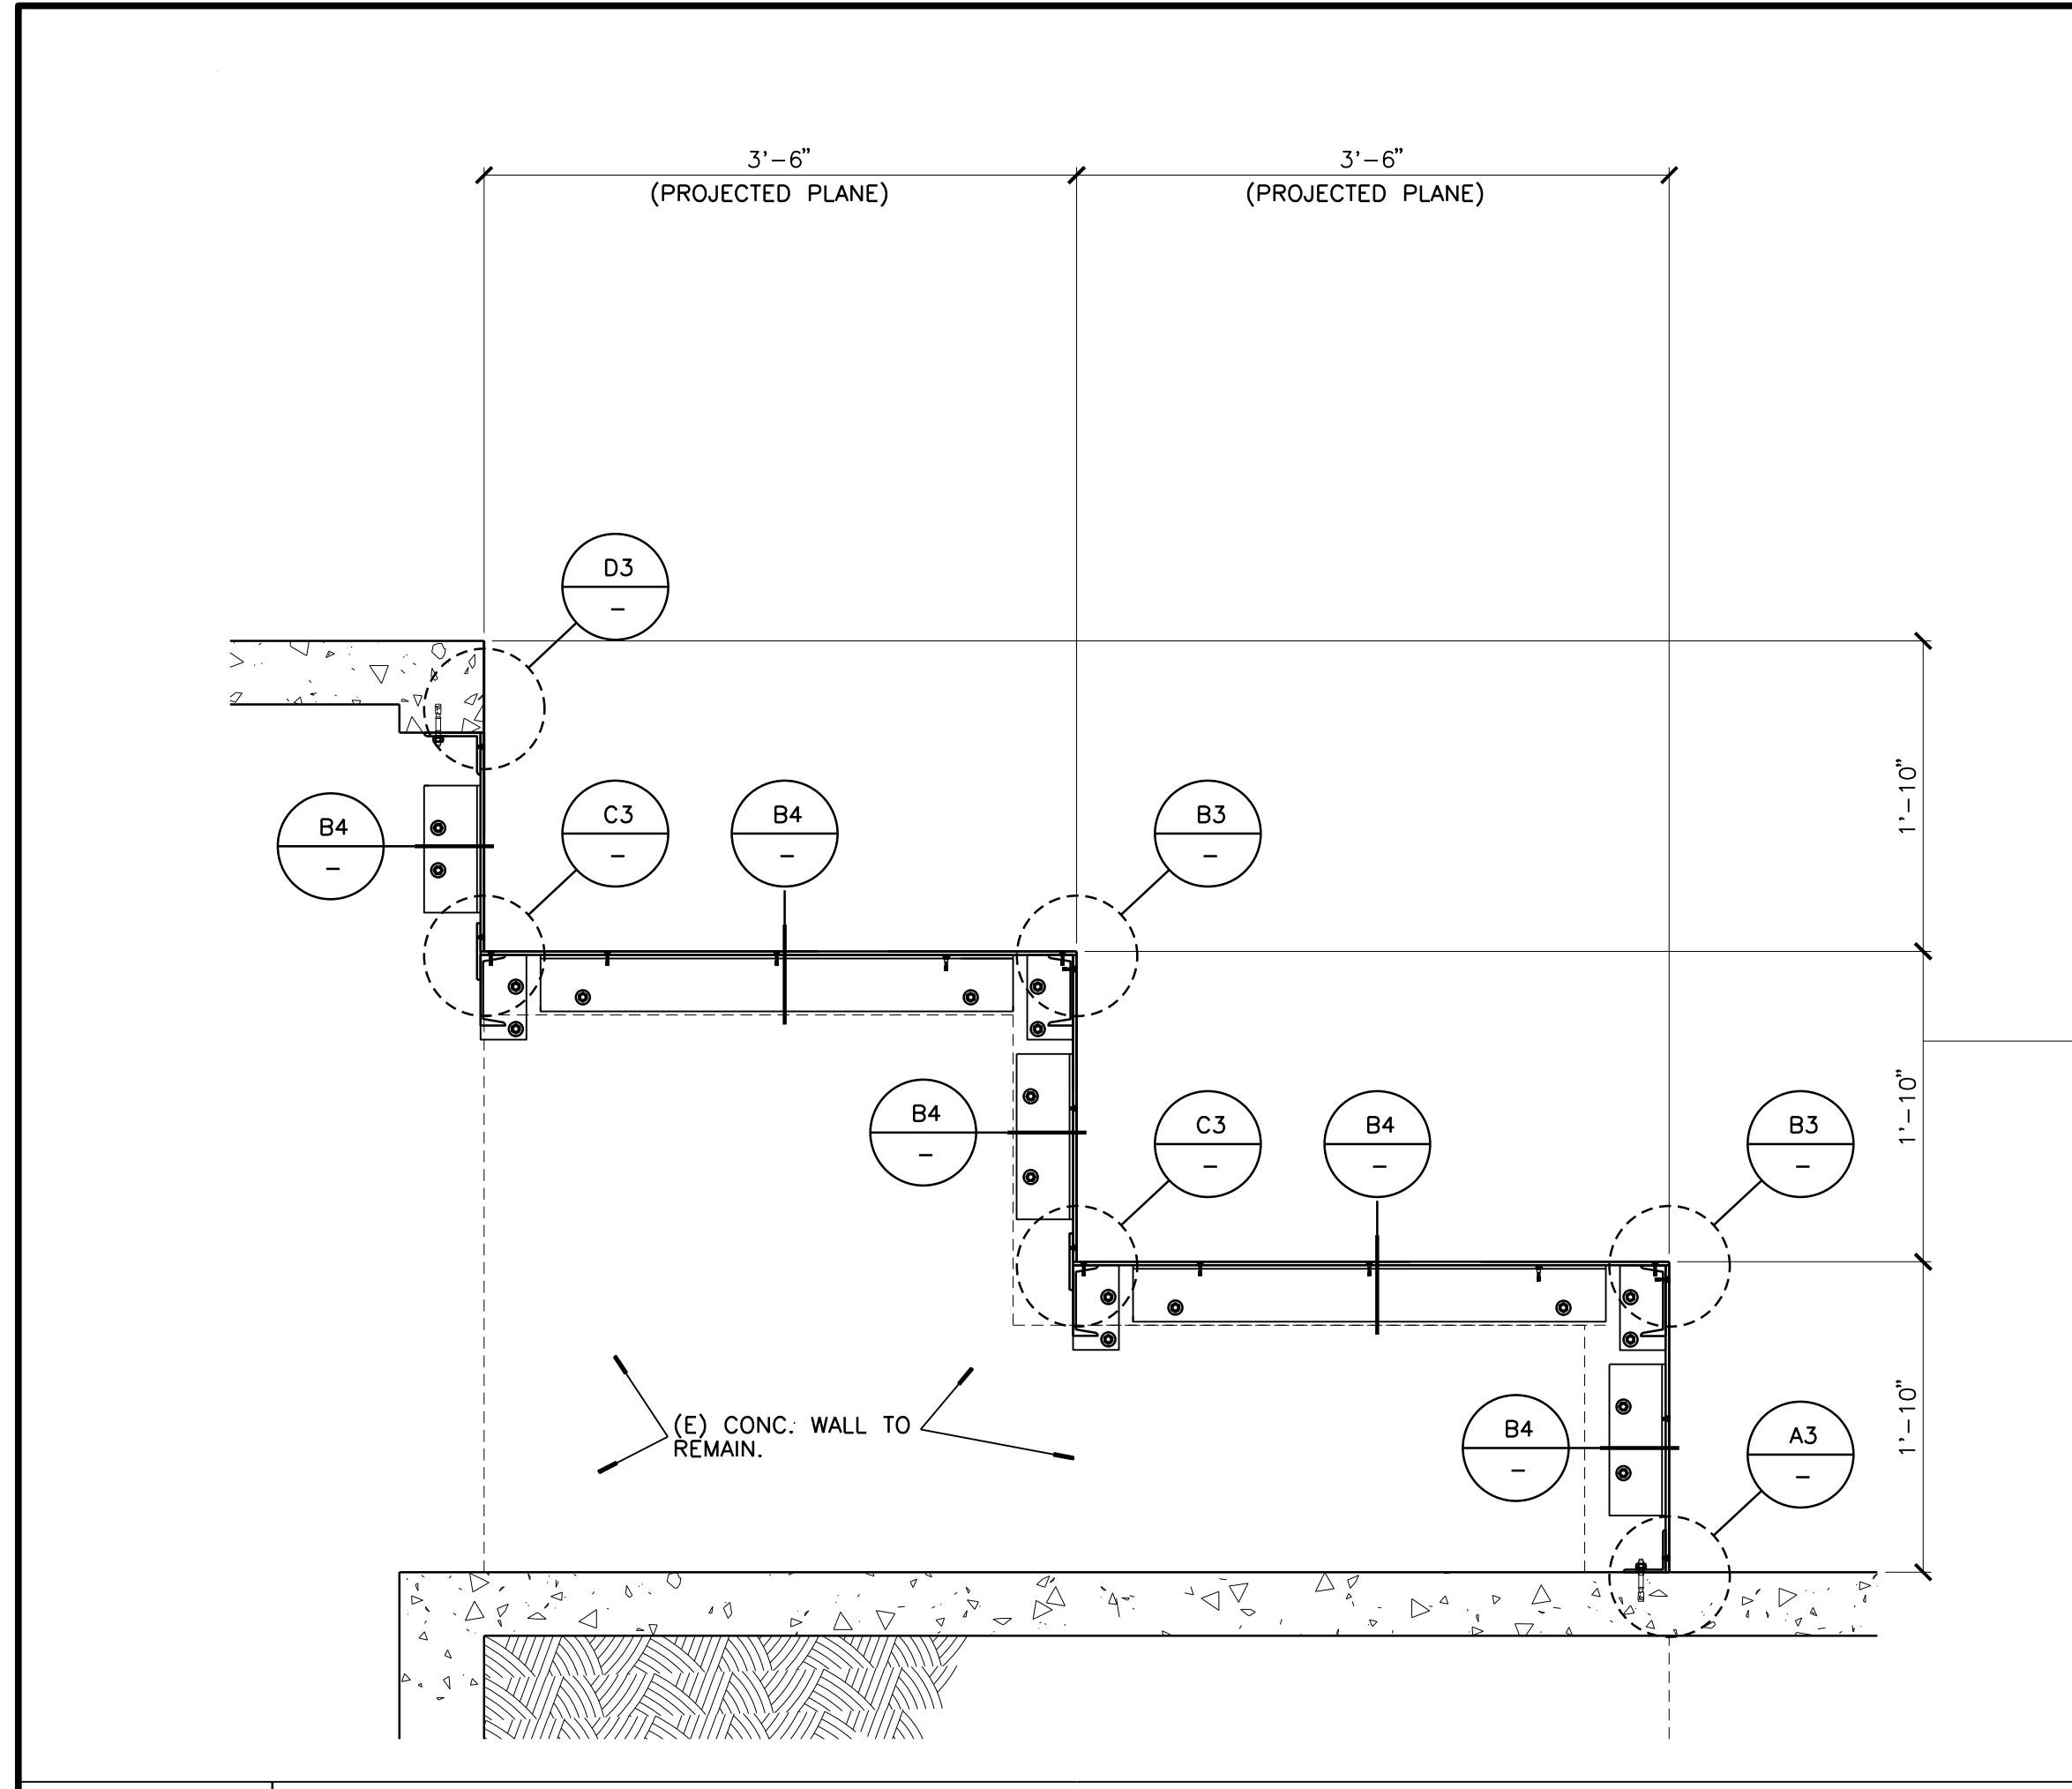 3'-6"
3'-6"
(PROJECTED PLANE)
(PROJECTED PLANE)
D3
-
B4
-
C3
-
B4
-
B3
-
1'-10"
B4
-
C3
-
B4
-
B3
-
1'-10"
(E) CONC. WALL TO
REMAIN.
B4
-
A3
-
1'-10"